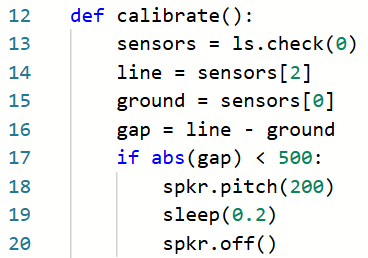 12 def calibrate():
13     sensors = ls.check(0)
14     line = sensors[2]
15     ground = sensors[0]
16     gap = line - ground
17     if abs(gap) < 500:
18         spkr.pitch(200)
19         sleep(0.2)
20         spkr.off()